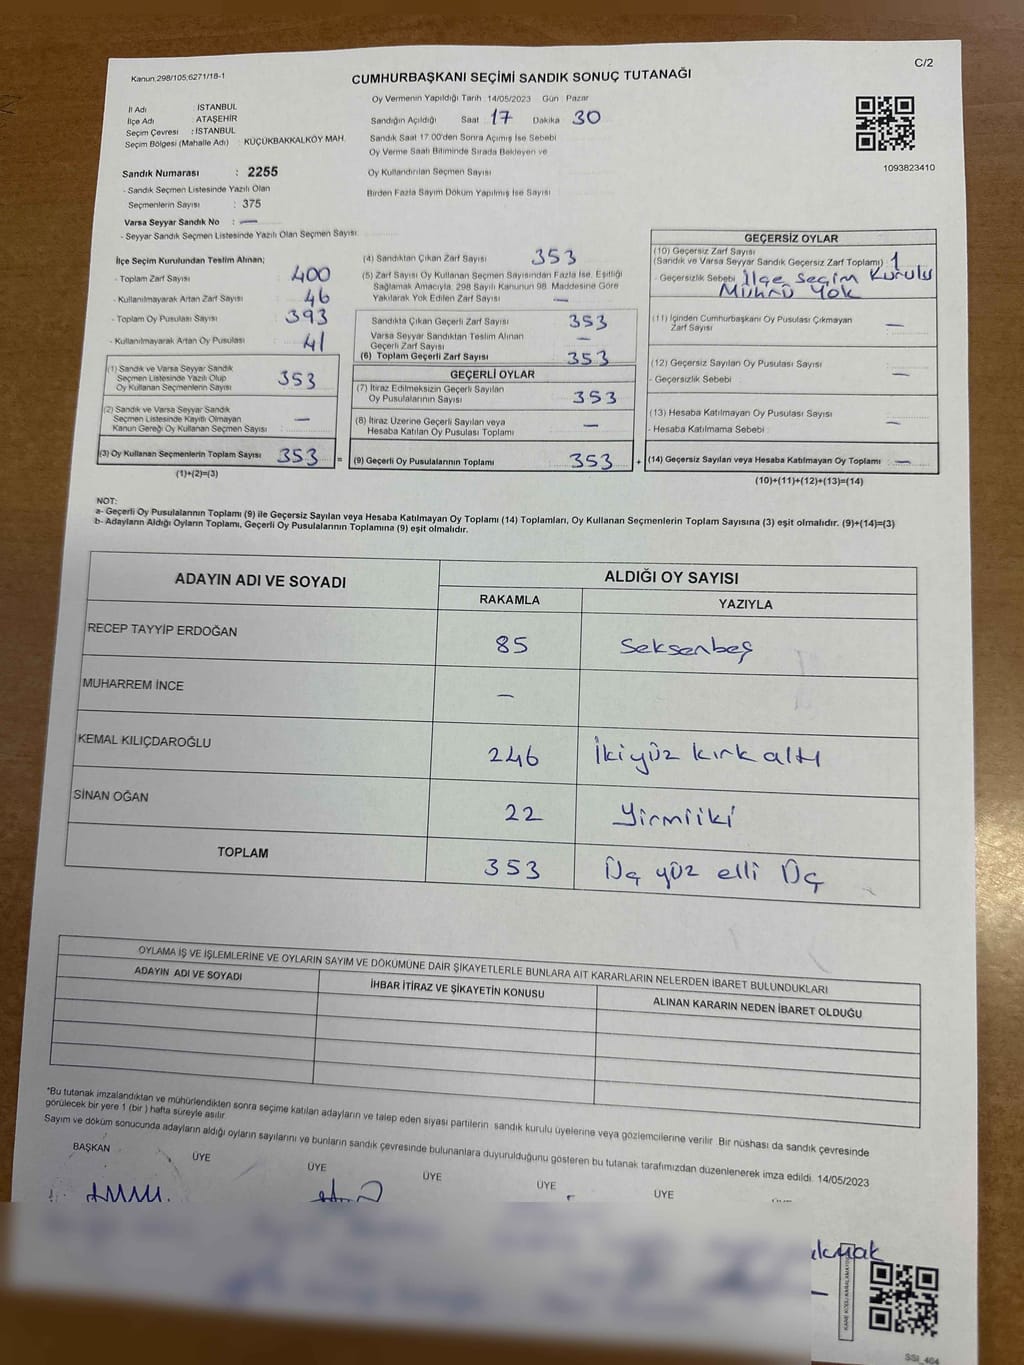 C/2
Kanun:298/105,6271/18-1
CUMHURBAŞKANI SEÇİMİ SANDIK SONUÇ TUTANAĞI
İl Adı : İSTANBUL
İlçe Adı : ATAŞEHİR
Seçim Çevresi : İSTANBUL
Seçim Bölgesi (Mahalle Adı) : KÜÇÜKBAKKALKÖY MAH.
Oy Vermenin Yapıldığı Tarih 14/05/2023 Gün Pazar
Sandığın Açıldığı Saat 17 Dakika 30
Sandık Saat 17.00'den Sonra Açımış İse Sebebi
Oy Verme Saati Bitiminde Sırada Bekleyen ve
Oy Kullandırılan Seçmen Sayısı
Birden Fazla Sayım Döküm Yapılmış İse Sayısı
1093823410
Sandık Numarası : 2255
- Sandık Seçmen Listesinde Yazılı Olan
Seçmenlerin Sayısı : 375
Varsa Seyyar Sandık No : —
- Seyyar Sandık Seçmen Listesinde Yazılı Olan Seçmen Sayısı:
İlçe Seçim Kurulundan Teslim Alınan;
- Toplam Zarf Sayısı 400
- Kullanılmayarak Artan Zarf Sayısı 46
- Toplam Oy Pusulası Sayısı 393
- Kullanılmayarak Artan Oy Pusulası 41
(1) Sandık ve Varsa Seyyar Sandık
Seçmen Listesinde Yazılı Olup
Oy Kullanan Seçmenlerin Sayısı 353
(2) Sandık ve Varsa Seyyar Sandık
Seçmen Listesinde Kayıtlı Olmayan
Kanun Gereği Oy Kullanan Seçmen Sayısı —
(3) Oy Kullanan Seçmenlerin Toplam Sayısı 353 =
(1)+(2)=(3)
(4) Sandıktan Çıkan Zarf Sayısı 353
(5) Zarf Sayısı Oy Kullanan Seçmen Sayısından Fazla İse, Eşitliği
Sağlamak Amacıyla, 298 Sayılı Kanunun 98. Maddesine Göre
Yakılarak Yok Edilen Zarf Sayısı —
Sandıkta Çıkan Geçerli Zarf Sayısı 353
Varsa Seyyar Sandıktan Teslim Alınan
Geçerli Zarf Sayısı —
(6) Toplam Geçerli Zarf Sayısı 353
GEÇERLİ OYLAR
(7) İtiraz Edilmeksizin Geçerli Sayılan
Oy Pusulalarının Sayısı 353
(8) İtiraz Üzerine Geçerli Sayılan veya
Hesaba Katılan Oy Pusulası Toplamı —
(9) Geçerli Oy Pusulalarının Toplamı 353 +
GEÇERSİZ OYLAR
(10) Geçersiz Zarf Sayısı
(Sandık ve Varsa Seyyar Sandık Geçersiz Zarf Toplamı) 1
- Geçersizlik Sebebi İlçe Seçim Kurulu
Mührü Yok
(11) İçinden Cumhurbaşkanı Oy Pusulası Çıkmayan
Zarf Sayısı —
(12) Geçersiz Sayılan Oy Pusulası Sayısı
- Geçersizlik Sebebi —
(13) Hesaba Katılmayan Oy Pusulası Sayısı
- Hesaba Katılmama Sebebi —
(14) Geçersiz Sayılan veya Hesaba Katılmayan Oy Toplamı —
(10)+(11)+(12)+(13)=(14)
NOT:
a- Geçerli Oy Pusulalarının Toplamı (9) ile Geçersiz Sayılan veya Hesaba Katılmayan Oy Toplamı (14) Toplamları, Oy Kullanan Seçmenlerin Toplam Sayısına (3) eşit olmalıdır. (9)+(14)=(3)
b- Adayların Aldığı Oyların Toplamı, Geçerli Oy Pusulalarının Toplamına (9) eşit olmalıdır.
ADAYIN ADI VE SOYADI
ALDIĞI OY SAYISI
RAKAMLA YAZIYLA
RECEP TAYYİP ERDOĞAN 85 Seksenbeş
MUHARREM İNCE —
KEMAL KILIÇDAROĞLU 246 İkiyüz kırk altı
SİNAN OĞAN 22 Yirmiiki
TOPLAM 353 Üç yüz elli Üç
OYLAMA İŞ VE İŞLEMLERİNE VE OYLARIN SAYIM VE DÖKÜMÜNE DAİR ŞİKAYETLERLE BUNLARA AİT KARARLARIN NELERDEN İBARET BULUNDUKLARI
ADAYIN ADI VE SOYADI İHBAR İTİRAZ VE ŞİKAYETİN KONUSU ALINAN KARARIN NEDEN İBARET OLDUĞU
*Bu tutanak imzalandıktan ve mühürlendikten sonra seçime katılan adayların ve talep eden siyasi partilerin sandık kurulu üyelerine veya gözlemcilerine verilir. Bir nüshası da sandık çevresinde
görülecek bir yere 1 (bir ) hafta süreyle asılır.
Sayım ve döküm sonucunda adayların aldığı oyların sayılarını ve bunların sandık çevresinde bulunanlara duyurulduğunu gösteren bu tutanak tarafımızdan düzenlenerek imza edildi. 14/05/2023
BAŞKAN ÜYE ÜYE ÜYE ÜYE ÜYE
SSI_404